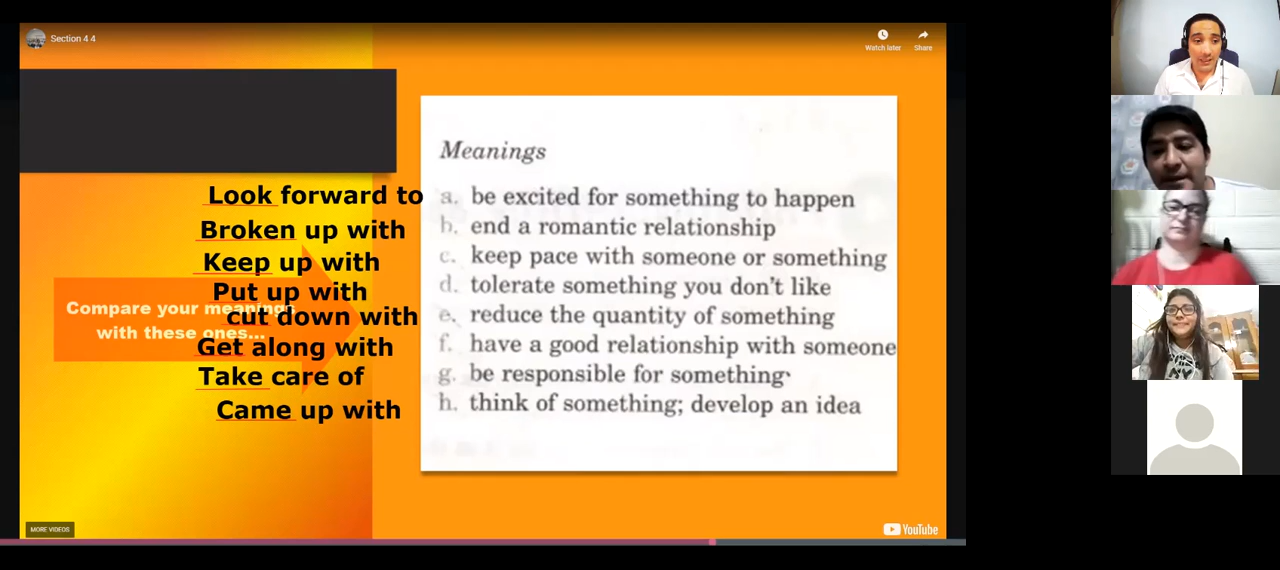 Section 4 4
Watch later
Share
Meanings
Look forward to
a. be excited for something to happen
Broken up with
b. end a romantic relationship
Keep up with
c. keep pace with someone or something
Put up with
d. tolerate something you don't like
Compare your meanings
cut down with
e. reduce the quantity of something
with these ones...
Get along with
f. have a good relationship with someone
Take care of
g. be responsible for something
Came up with
h. think of something; develop an idea
MORE VIDEOS
YouTube